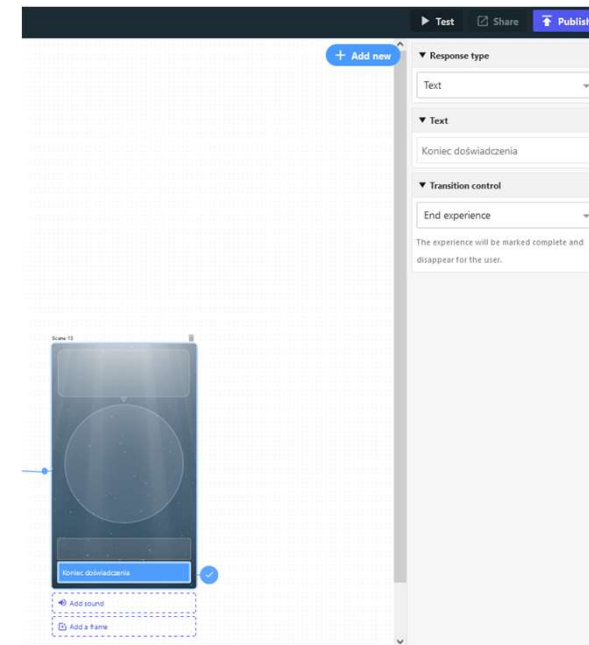 Test
Share
Publish
Add new
Response type
Text
Text
Koniec doświadczenia
Transition control
End experience
The experience will be marked complete and
disappear for the user.
Scene 13
Koniec doświadczenia
Add sound
Add a frame